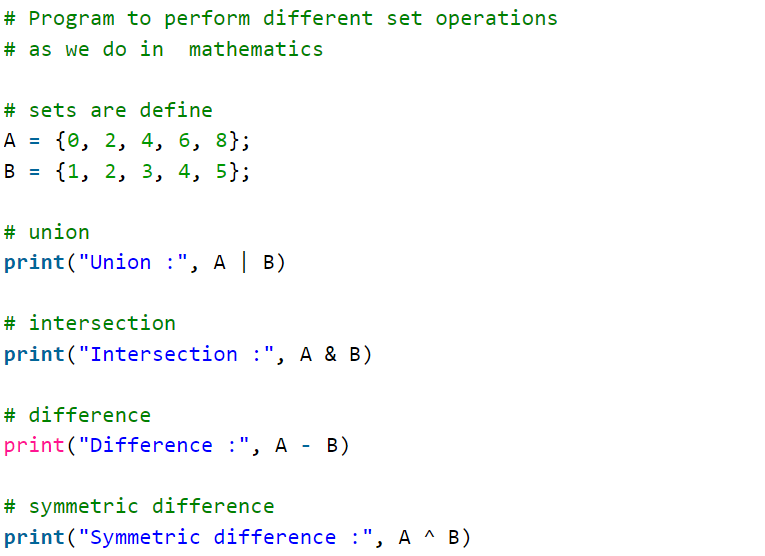 # Program to perform different set operations
# as we do in  mathematics
# sets are define
A = {0, 2, 4, 6, 8};
B = {1, 2, 3, 4, 5};
# union
print("Union :", A | B)
# intersection
print("Intersection :", A & B)
# difference
print("Difference :", A - B)
# symmetric difference
print("Symmetric difference :", A ^ B)